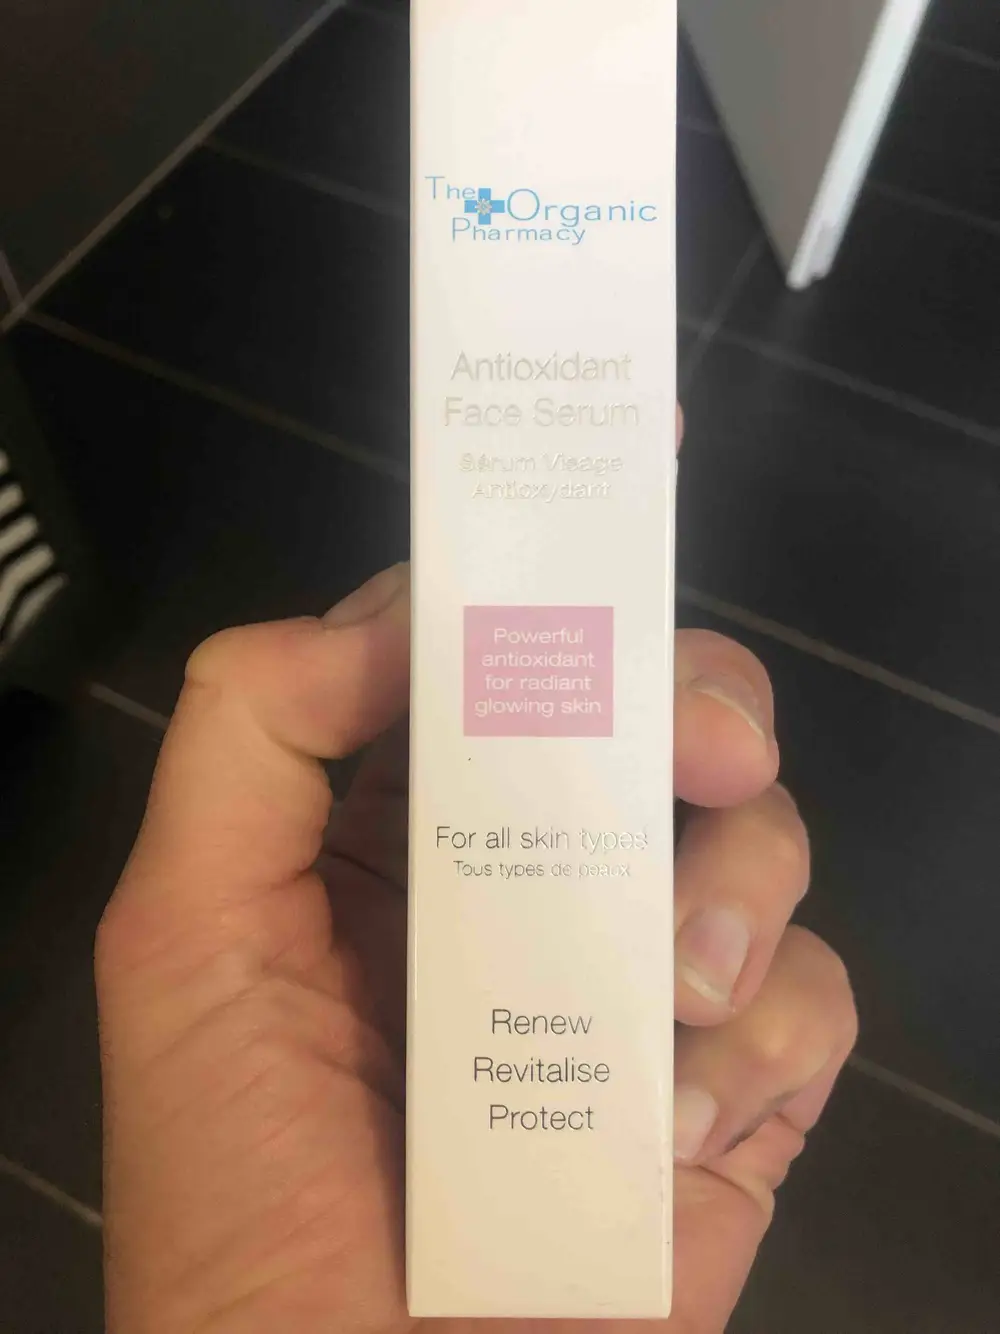 The Organic
Pharmacy
Antioxidant
Face Serum
Sérum Visage
Antioxydant
Powerful
antioxidant
for radiant
glowing skin
For all skin types
Tous types de peaux
Renew
Revitalise
Protect